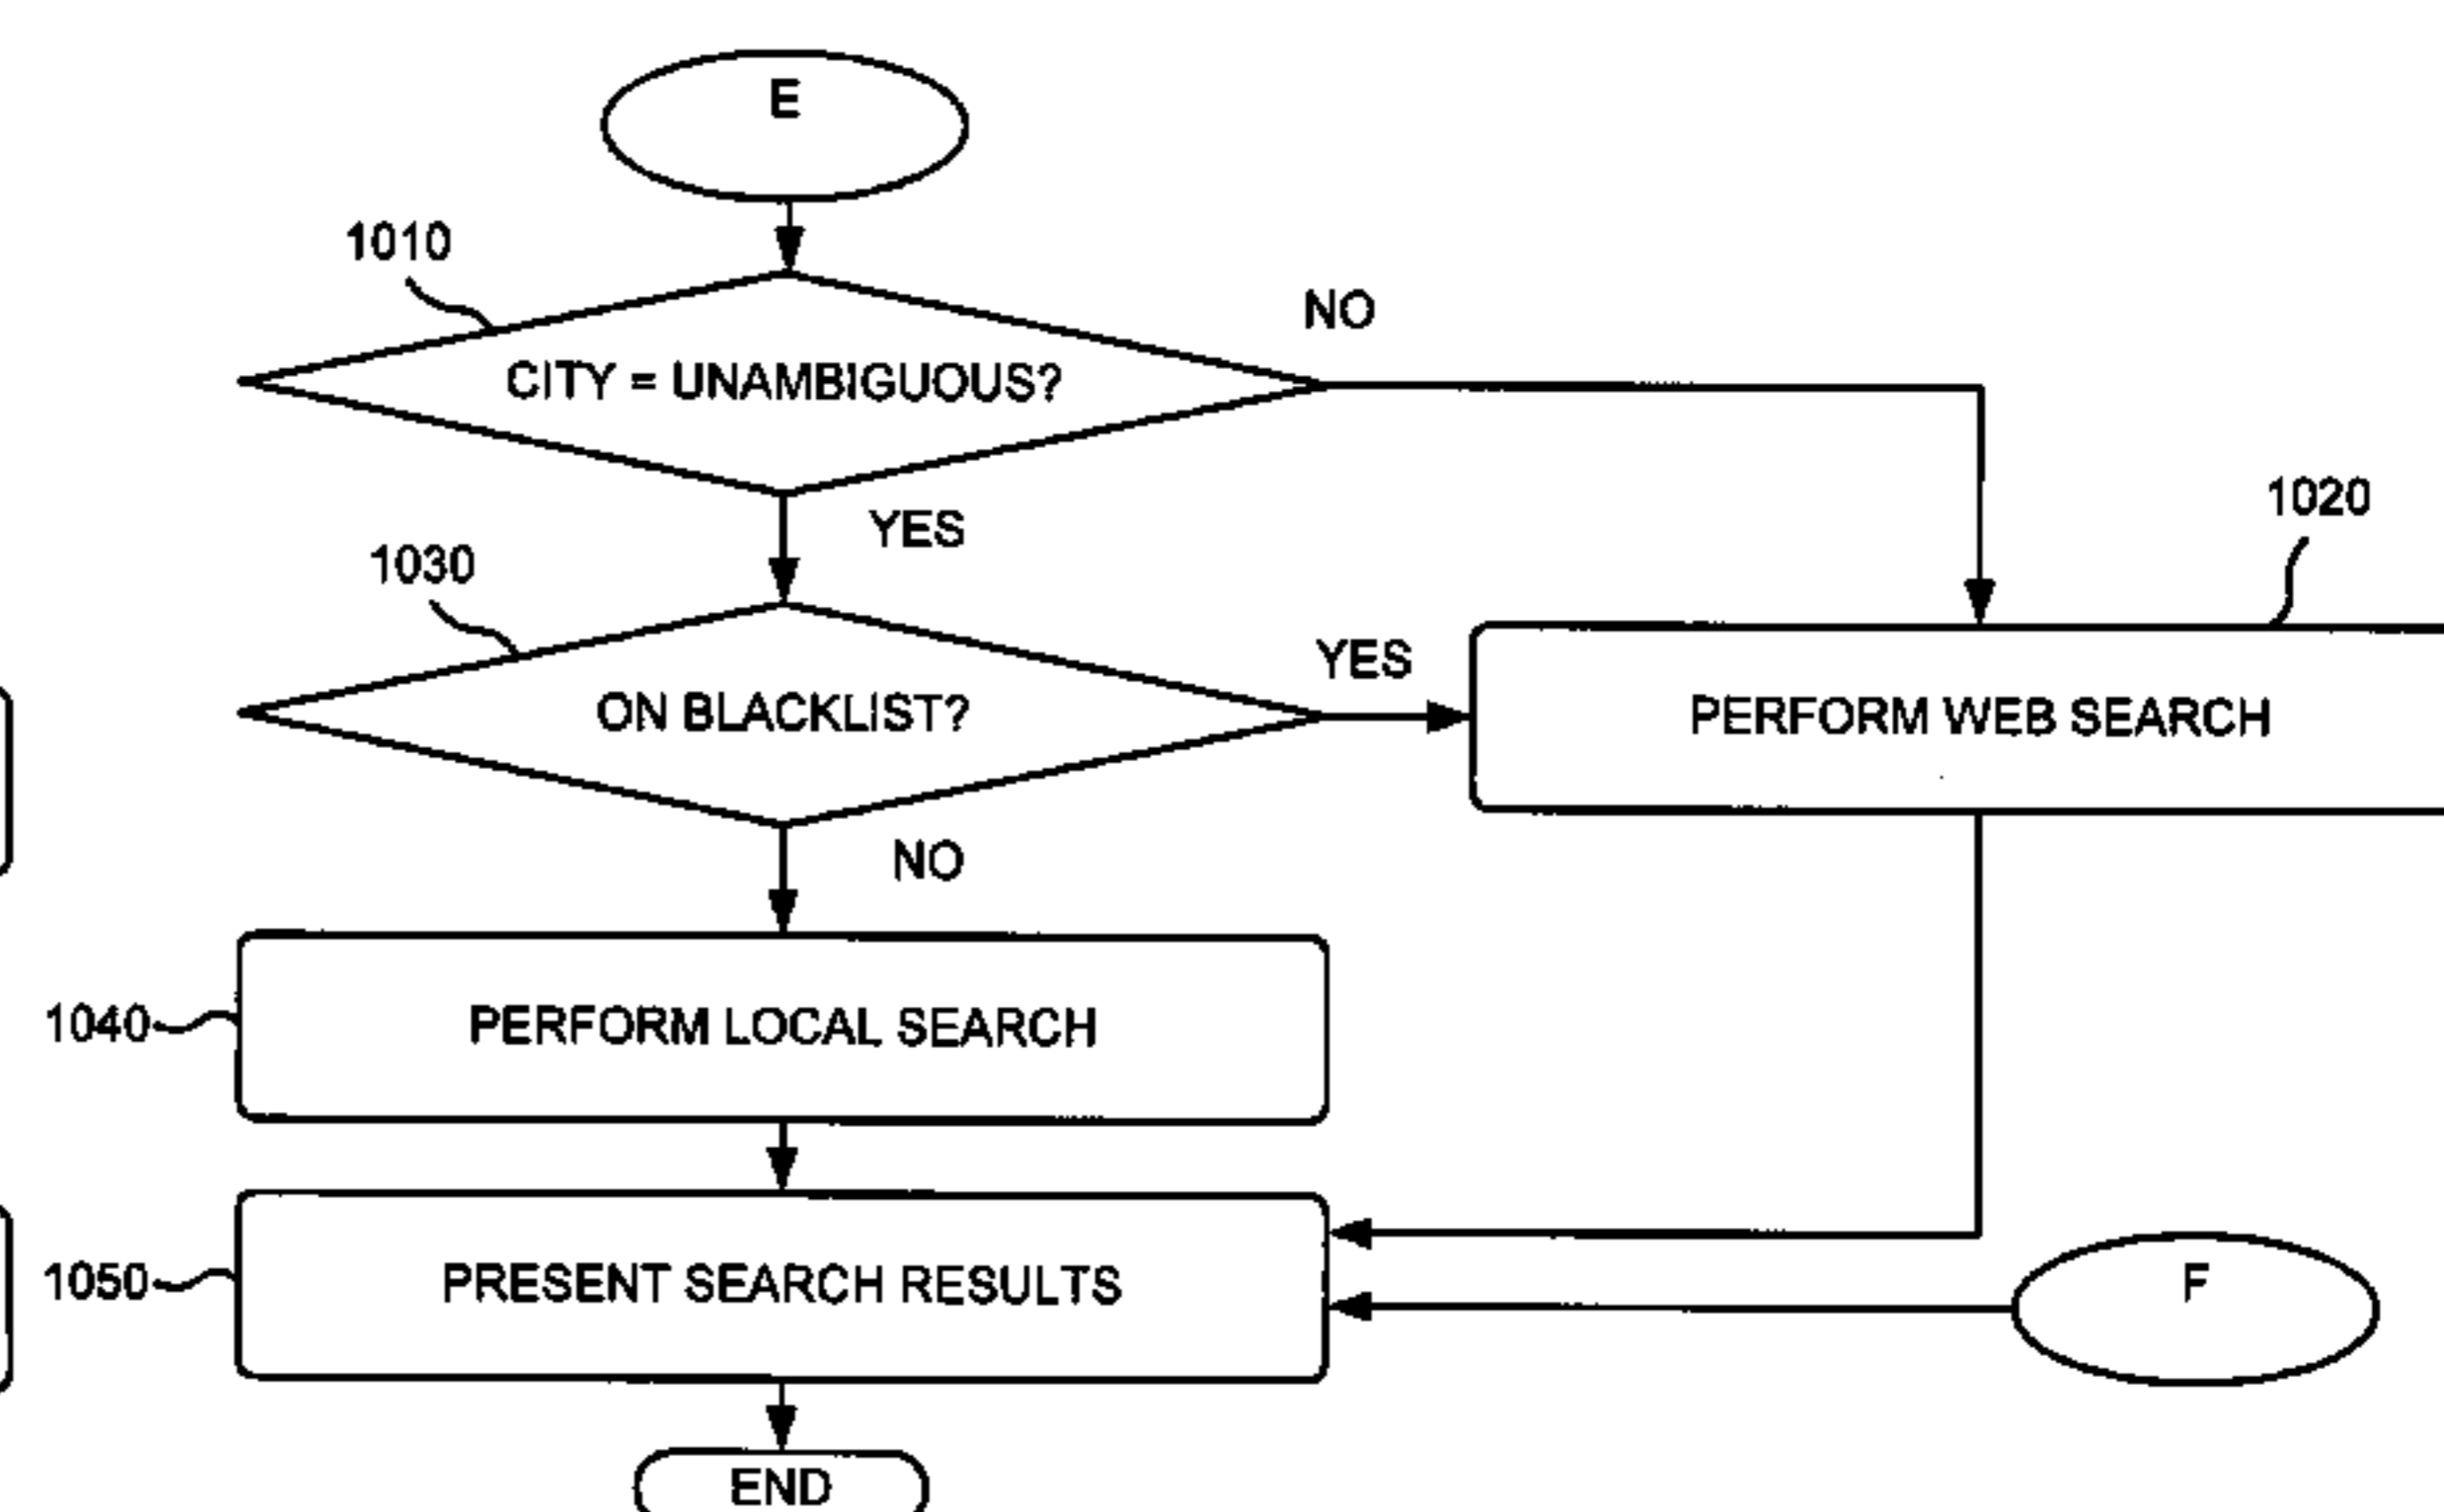 E
1010
NO
CITY = UNAMBIGUOUS?
1020
YES
1030
YES
ON BLACKLIST?
PERFORM WEB SEARCH
NO
1040
PERFORM LOCAL SEARCH
1050
PRESENT SEARCH RESULTS
F
END